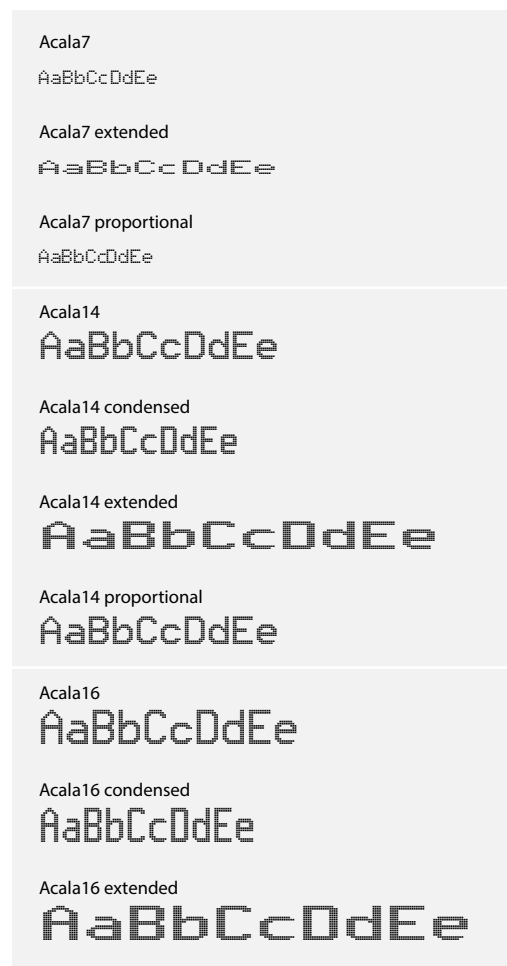 Acala7
AaBbCcDdEe
Acala7 extended
AaBbCcDdEe
Acala7 proportional
AaBbCcDdEe
Acala14
AaBbCcDdEe
Acala14 condensed
AaBbCcDdEe
Acala14 extended
AaBbCcDdEe
Acala14 proportional
AaBbCcDdEe
Acala16
AaBbCcDdEe
Acala16 condensed
AaBbCcDdEe
Acala16 extended
AaBbCcDdEe